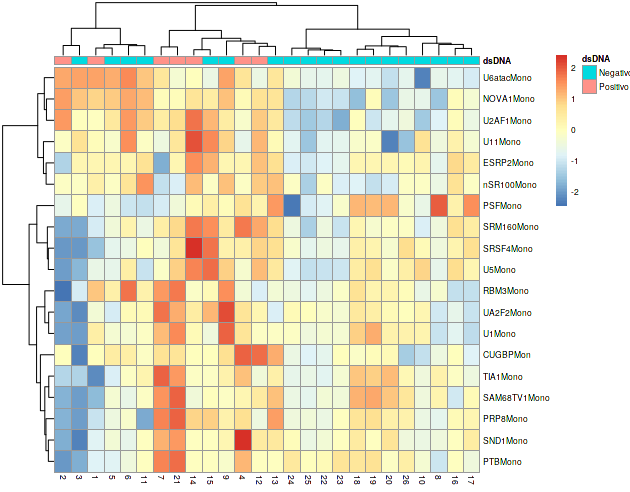 dsDNA
U6atacMono
NOVA1Mono
U2AF1Mono
U11Mono
ESRP2Mono
nSR100Mono
PSFMono
SRM160Mono
SRSF4Mono
U5Mono
RBM3Mono
UA2F2Mono
U1Mono
CUGBPMon
TIA1Mono
SAM68TV1Mono
PRP8Mono
SND1Mono
PTBMono
2 3 1 5 6 11 7 21 14 15 9 4 12 13 24 25 22 23 18 19 20 26 10 8 16 17
2
1
0
-1
-2
dsDNA
Negativo
Positivo